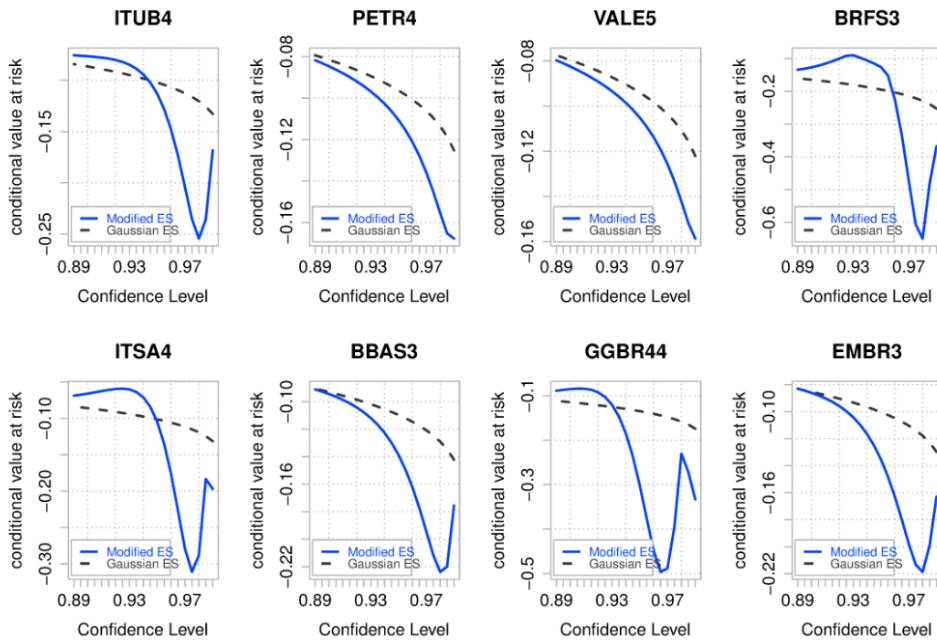 ITUB4
conditional value at risk
−0.15
−0.25
Modified ES
Gaussian ES
0.89 0.93 0.97
Confidence Level
PETR4
conditional value at risk
−0.08
−0.12
−0.16
Modified ES
Gaussian ES
0.89 0.93 0.97
Confidence Level
VALE5
conditional value at risk
−0.08
−0.12
−0.16
Modified ES
Gaussian ES
0.89 0.93 0.97
Confidence Level
BRFS3
conditional value at risk
−0.2
−0.4
−0.6
Modified ES
Gaussian ES
0.89 0.93 0.97
Confidence Level
ITSA4
conditional value at risk
−0.10
−0.20
−0.30
Modified ES
Gaussian ES
0.89 0.93 0.97
Confidence Level
BBAS3
conditional value at risk
−0.10
−0.16
−0.22
Modified ES
Gaussian ES
0.89 0.93 0.97
Confidence Level
GGBR44
conditional value at risk
−0.1
−0.3
−0.5
Modified ES
Gaussian ES
0.89 0.93 0.97
Confidence Level
EMBR3
conditional value at risk
−0.10
−0.16
−0.22
Modified ES
Gaussian ES
0.89 0.93 0.97
Confidence Level